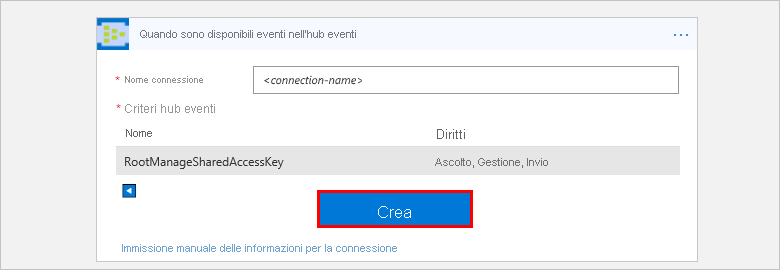 Quando sono disponibili eventi nell'hub eventi
* Nome connessione <connection-name>
* Criteri hub eventi
Nome Diritti
RootManageSharedAccessKey Ascolto, Gestione, Invio
Crea
Immissione manuale delle informazioni per la connessione